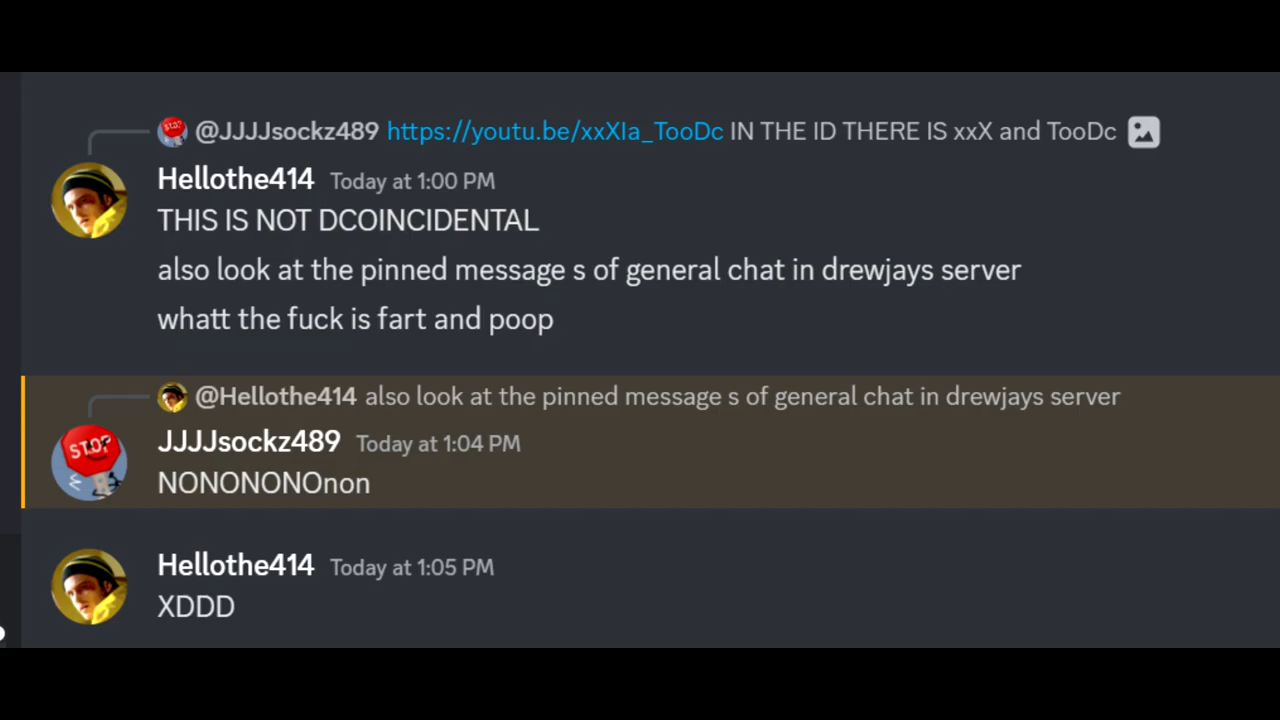 @JJJJsockz489 https://youtu.be/xxXIa_TooDc IN THE ID THERE IS xxX and TooDc
Hellothe414 Today at 1:00 PM
THIS IS NOT DCOINCIDENTAL
also look at the pinned message s of general chat in drewjays server
whatt the fuck is fart and poop
@Hellothe414 also look at the pinned message s of general chat in drewjays server
STOP
JJJJsockz489 Today at 1:04 PM
NONONONOnon
Hellothe414 Today at 1:05 PM
XDDD